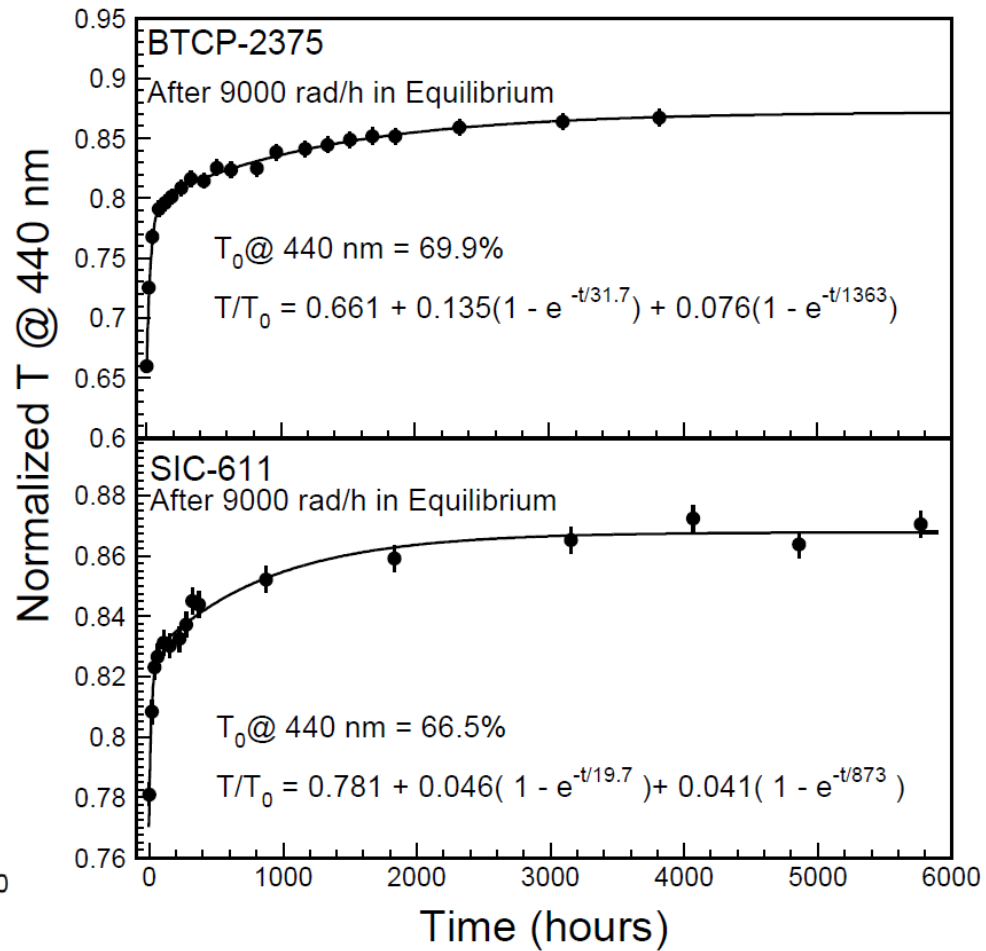 Normalized T @ 440 nm
0.95
0.9
0.85
0.8
0.75
0.7
0.65
0.6
BTCP-2375
After 9000 rad/h in Equilibrium
T₀@ 440 nm = 69.9%
T/T₀ = 0.661 + 0.135(1 - e^-t/31.7) + 0.076(1 - e^-t/1363)
0.88
0.86
0.84
0.82
0.8
0.78
0.76
SIC-611
After 9000 rad/h in Equilibrium
T₀@ 440 nm = 66.5%
T/T₀ = 0.781 + 0.046( 1 - e^-t/19.7 )+ 0.041( 1 - e^-t/873 )
0
0 1000 2000 3000 4000 5000 6000
Time (hours)